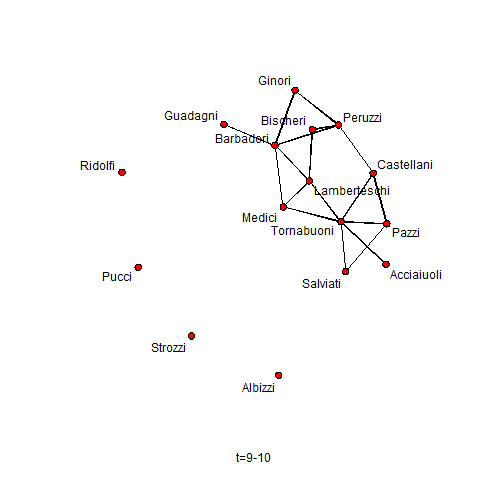 Ginori
Guadagni
Bischeri
Peruzzi
Barbadori
Ridolfi
Castellani
Lamberteschi
Medici
Tornabuoni
Pazzi
Pucci
Acciaiuoli
Salviati
Strozzi
Albizzi
t=9-10